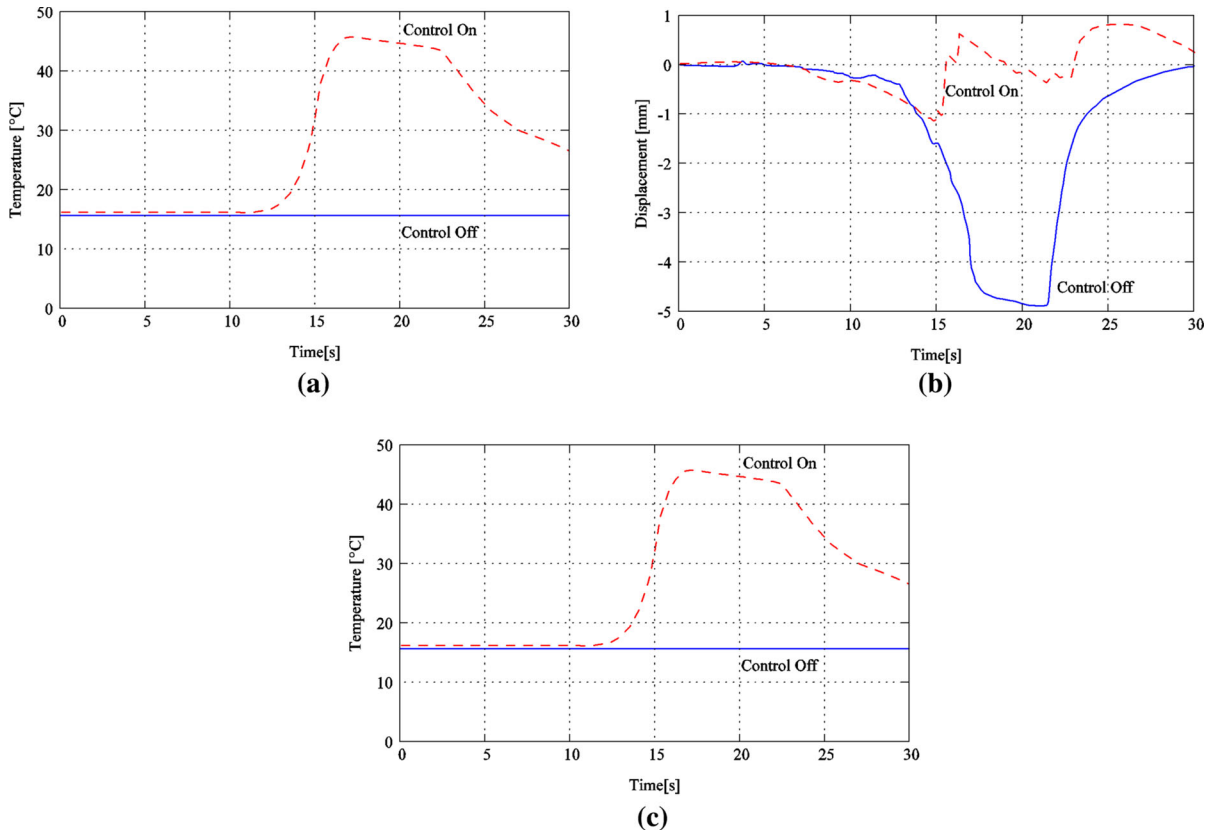 50
40
30
20
10
0
Temperature [°C]
Control On
Control Off
0 5 10 15 20 25 30
Time[s]
(a)
1
0
-1
-2
-3
-4
-5
Displacement [mm]
Control On
Control Off
0 5 10 15 20 25 30
Time[s]
(b)
50
40
30
20
10
0
Temperature [°C]
Control On
Control Off
0 5 10 15 20 25 30
Time[s]
(c)